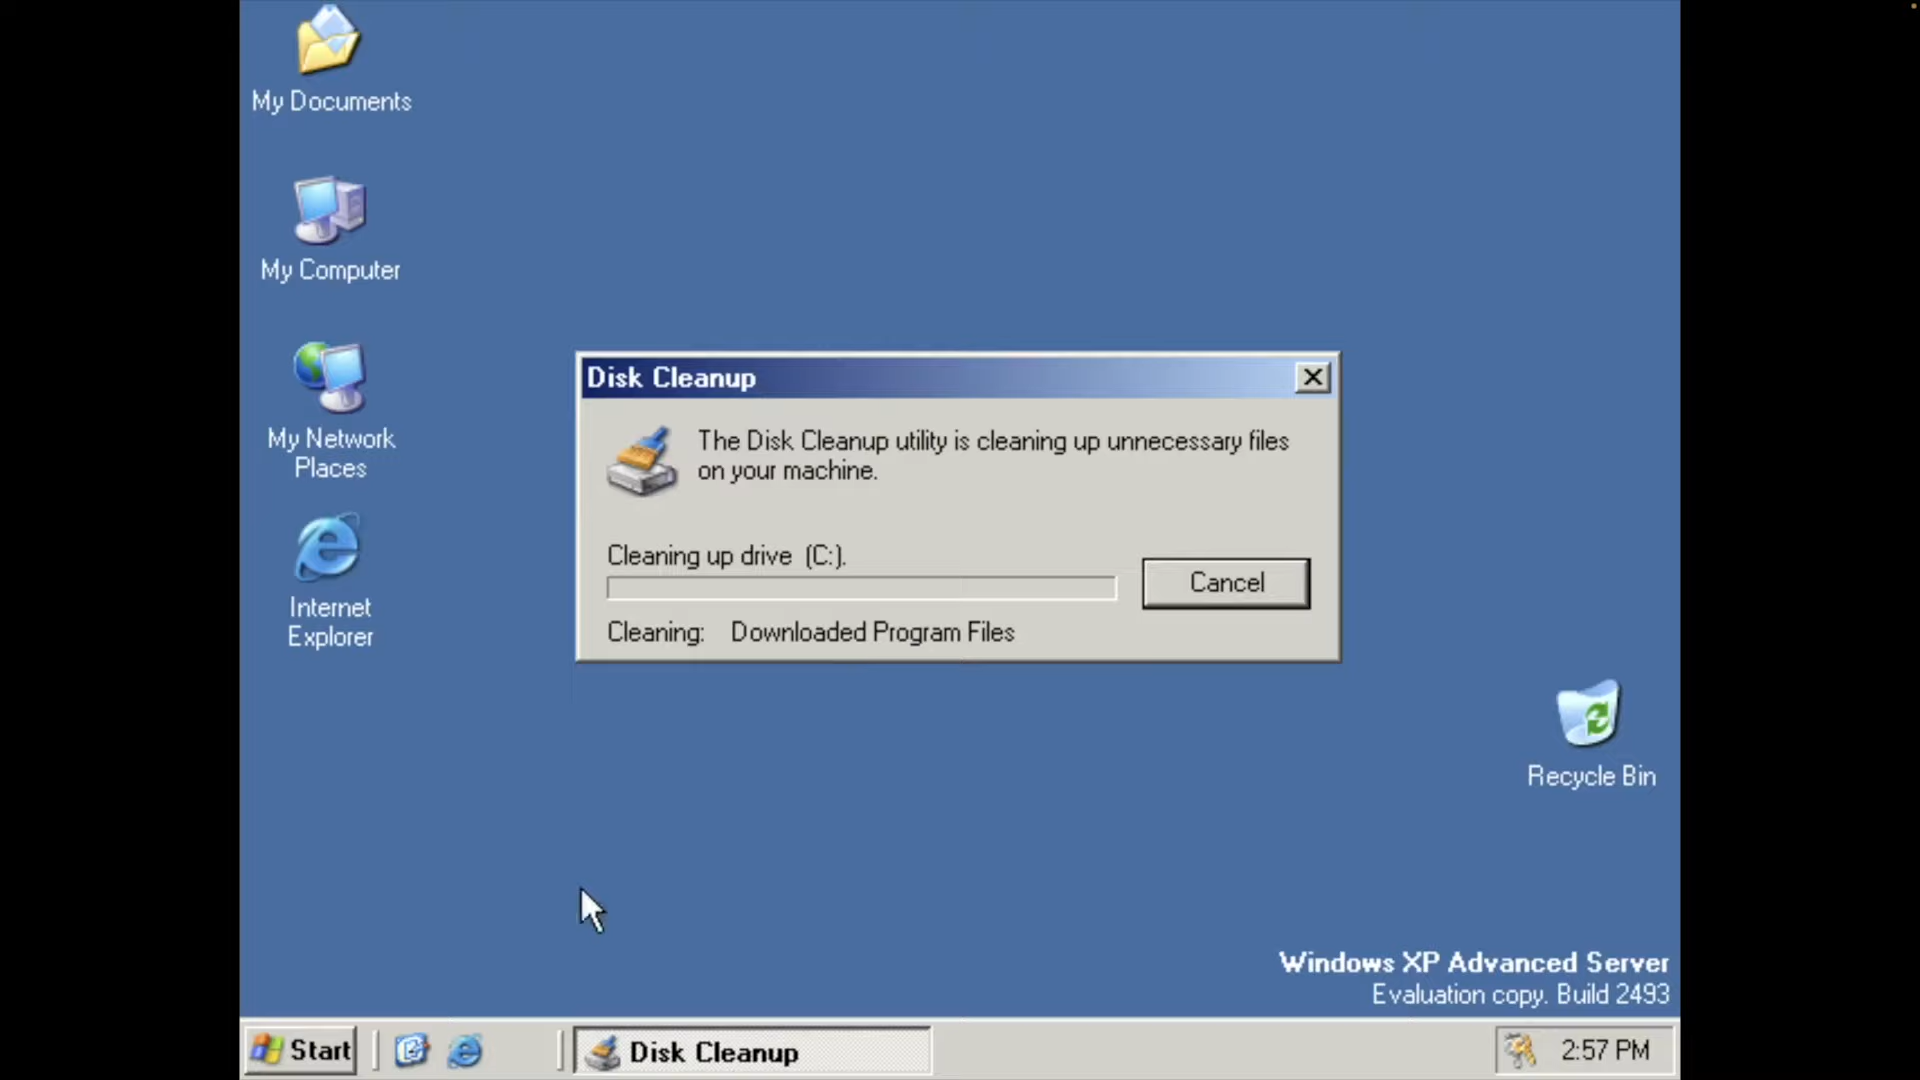 My Documents
My Computer
My Network
Places
Internet
Explorer
Disk Cleanup
The Disk Cleanup utility is cleaning up unnecessary files
on your machine.
Cleaning up drive (C:).
Cancel
Cleaning: Downloaded Program Files
Recycle Bin
Windows XP Advanced Server
Evaluation copy. Build 2493
Start
Disk Cleanup
2:57 PM